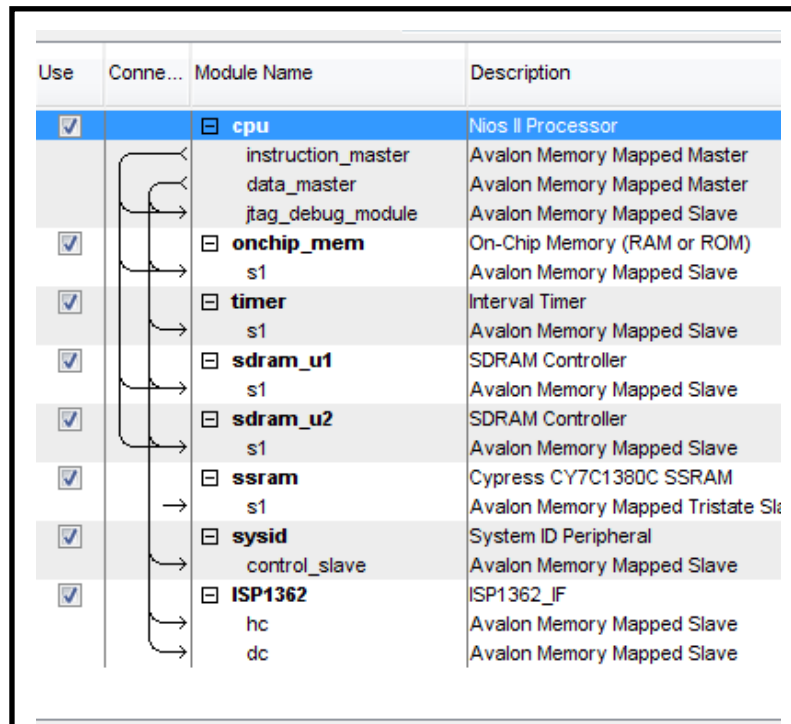 Use Conne... Module Name Description
cpu Nios II Processor
instruction_master Avalon Memory Mapped Master
data_master Avalon Memory Mapped Master
jtag_debug_module Avalon Memory Mapped Slave
onchip_mem On-Chip Memory (RAM or ROM)
s1 Avalon Memory Mapped Slave
timer Interval Timer
s1 Avalon Memory Mapped Slave
sdram_u1 SDRAM Controller
s1 Avalon Memory Mapped Slave
sdram_u2 SDRAM Controller
s1 Avalon Memory Mapped Slave
ssram Cypress CY7C1380C SSRAM
s1 Avalon Memory Mapped Tristate Sla
sysid System ID Peripheral
control_slave Avalon Memory Mapped Slave
ISP1362 ISP1362_IF
hc Avalon Memory Mapped Slave
dc Avalon Memory Mapped Slave